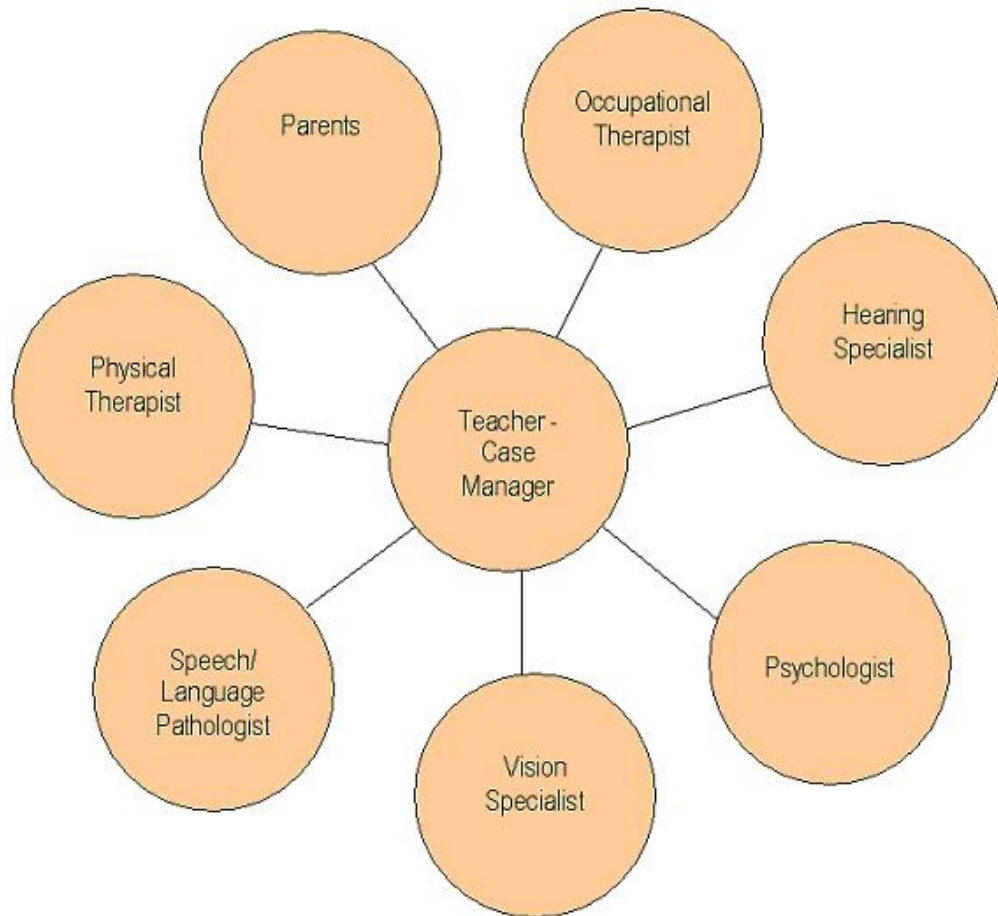 Parents
Occupational
Therapist
Hearing
Specialist
Physical
Therapist
Teacher -
Case
Manager
Psychologist
Speech/
Language
Pathologist
Vision
Specialist